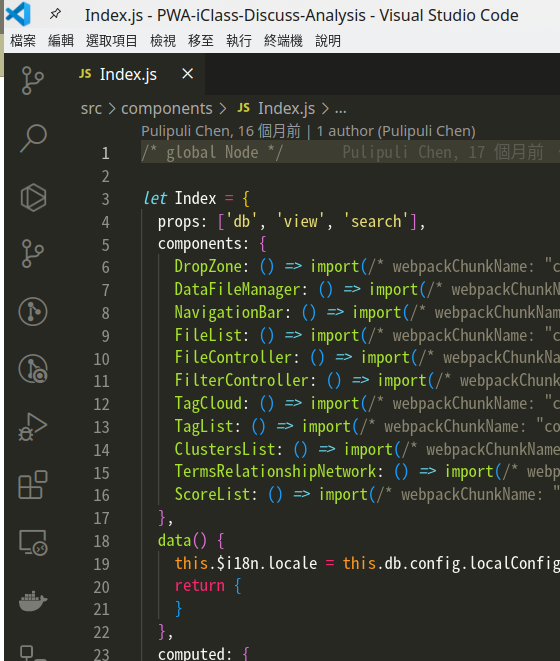 Index.js - PWA-iClass-Discuss-Analysis - Visual Studio Code
檔案 編輯 選取項目 檢視 移至 執行 終端機 說明
JS Index.js ×
src > components > JS Index.js > ...
Pulipuli Chen, 16 個月前 | 1 author (Pulipuli Chen)
1 /* global Node */ Pulipuli Chen, 17 個月前
2
3 let Index = {
4 props: ['db', 'view', 'search'],
5 components: {
6 DropZone: () => import(/* webpackChunkName: "c
7 DataFileManager: () => import(/* webpackChunkN
8 NavigationBar: () => import(/* webpackChunkNam
9 FileList: () => import(/* webpackChunkName: "c
10 FileController: () => import(/* webpackChunkNa
11 FilterController: () => import(/* webpackChunk
12 TagCloud: () => import(/* webpackChunkName: "c
13 TagList: () => import(/* webpackChunkName: "co
14 ClustersList: () => import(/* webpackChunkName
15 TermsRelationshipNetwork: () => import(/* webp
16 ScoreList: () => import(/* webpackChunkName: "
17 },
18 data() {
19 this.$i18n.locale = this.db.config.localConfig
20 return {
21 }
22 },
23 computed: {